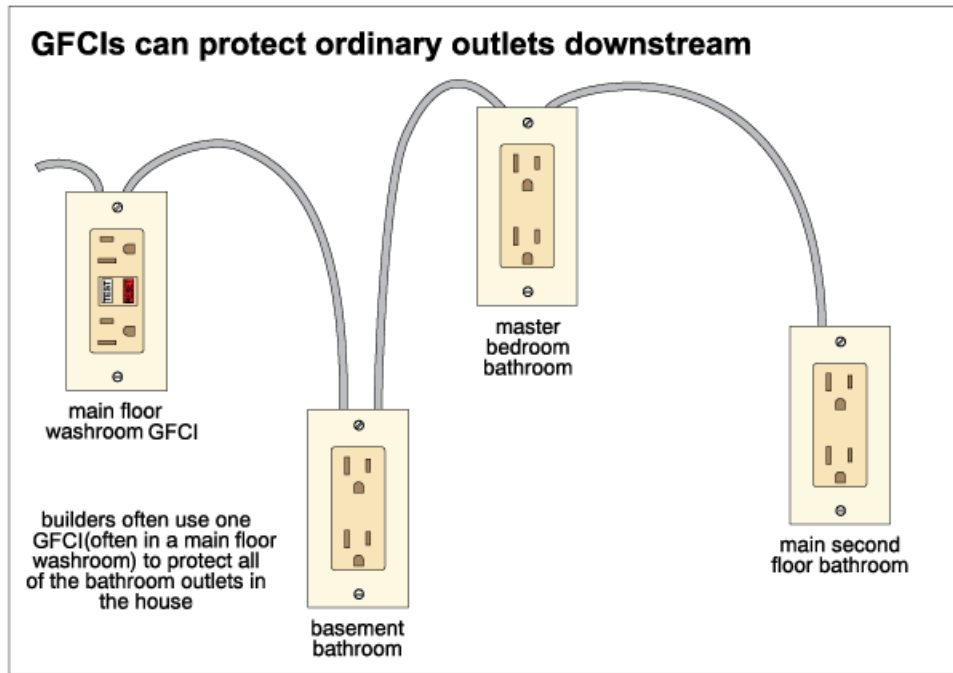 GFCIs can protect ordinary outlets downstream
TEST
RESET
main floor
washroom GFCI
master
bedroom
bathroom
builders often use one
GFCI(often in a main floor
washroom) to protect all
of the bathroom outlets in
the house
basement
bathroom
main second
floor bathroom